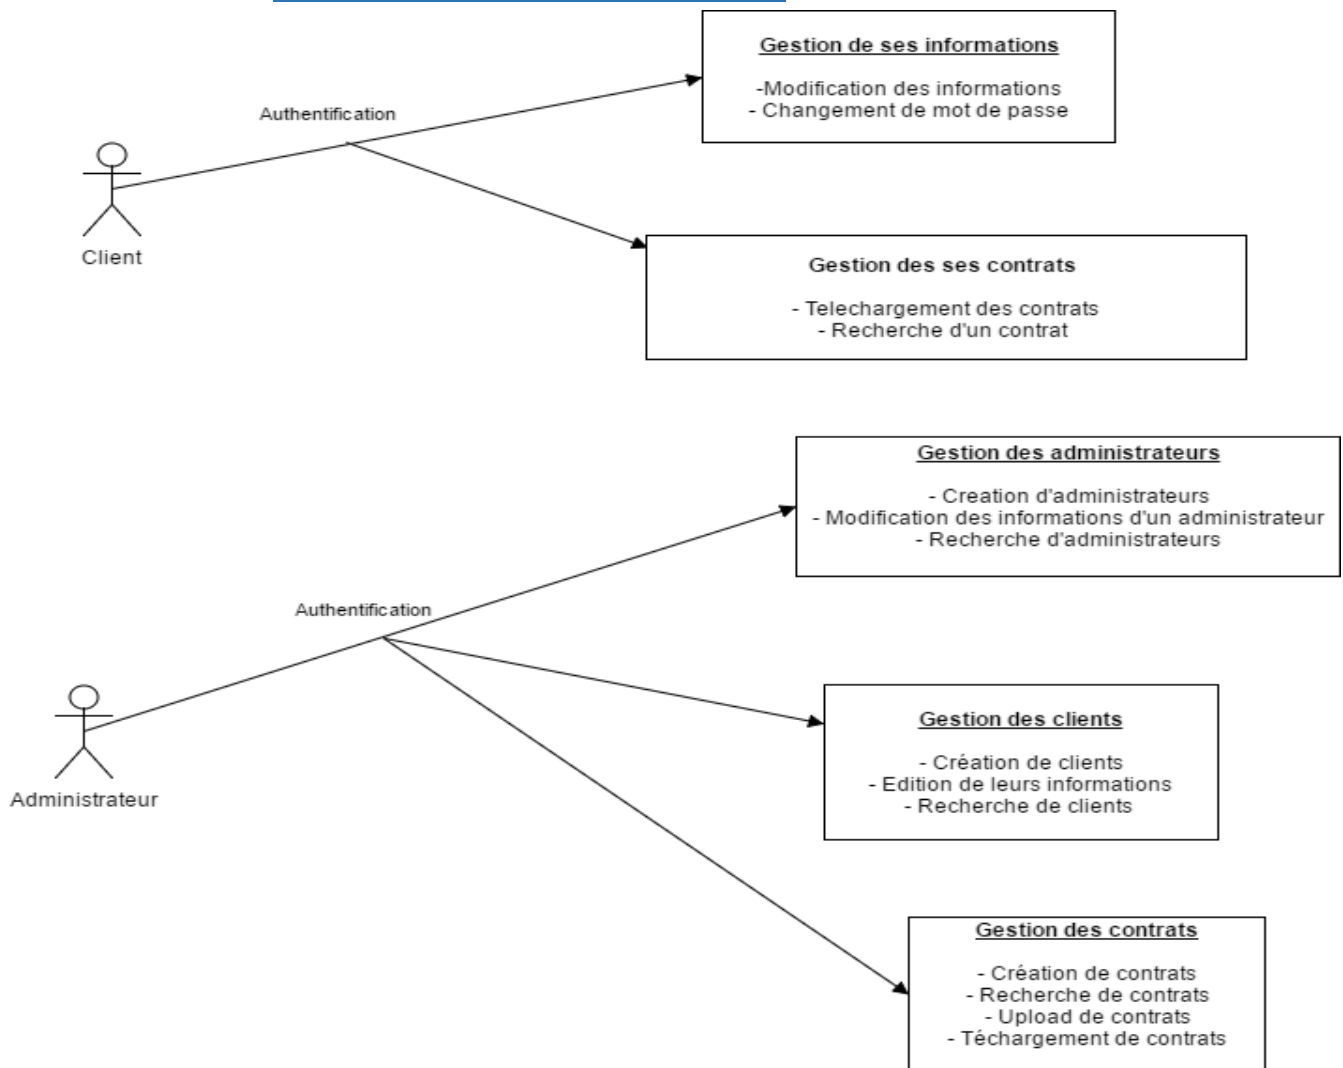 Gestion de ses informations
-Modification des informations
- Changement de mot de passe
Authentification
Client
Gestion des ses contrats
- Telechargement des contrats
- Recherche d'un contrat
Gestion des administrateurs
- Creation d'administrateurs
- Modification des informations d'un administrateur
- Recherche d'administrateurs
Authentification
Administrateur
Gestion des clients
- Création de clients
- Edition de leurs informations
- Recherche de clients
Gestion des contrats
- Création de contrats
- Recherche de contrats
- Upload de contrats
- Téchargement de contrats